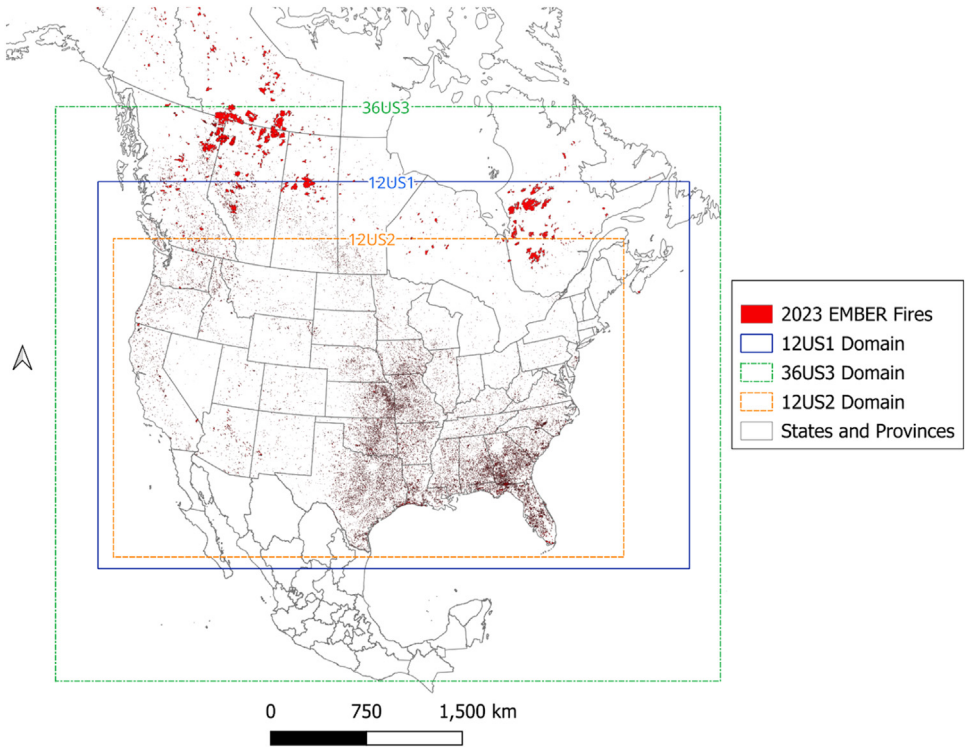 36US3
12US1
12US2
2023 EMBER Fires
12US1 Domain
36US3 Domain
12US2 Domain
States and Provinces
0 750 1,500 km